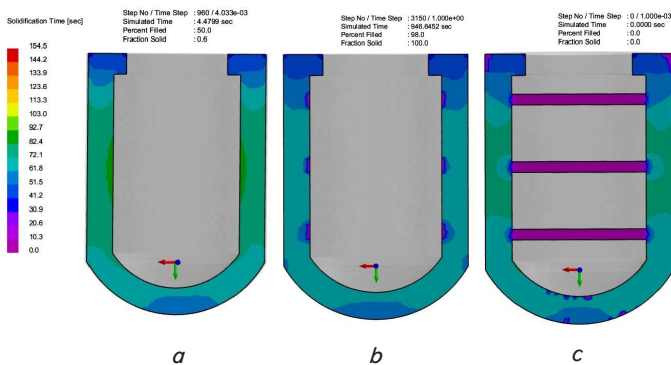 Solidification Time [sec]
154.5
144.2
133.9
123.6
113.3
103.0
92.7
82.4
72.1
61.8
51.5
41.2
30.9
20.6
10.3
0.0
Step No / Time Step : 960 / 4.033e-03
Simulated Time : 4.4799 sec
Percent Filled : 50.0
Fraction Solid : 0.6
Step No / Time Step : 3150 / 1.000e+00
Simulated Time : 946.6452 sec
Percent Filled : 98.0
Fraction Solid : 100.0
Step No / Time Step : 0 / 1.000e-03
Simulated Time : 0.0000 sec
Percent Filled : 0.0
Fraction Solid : 0.0
a
b
c